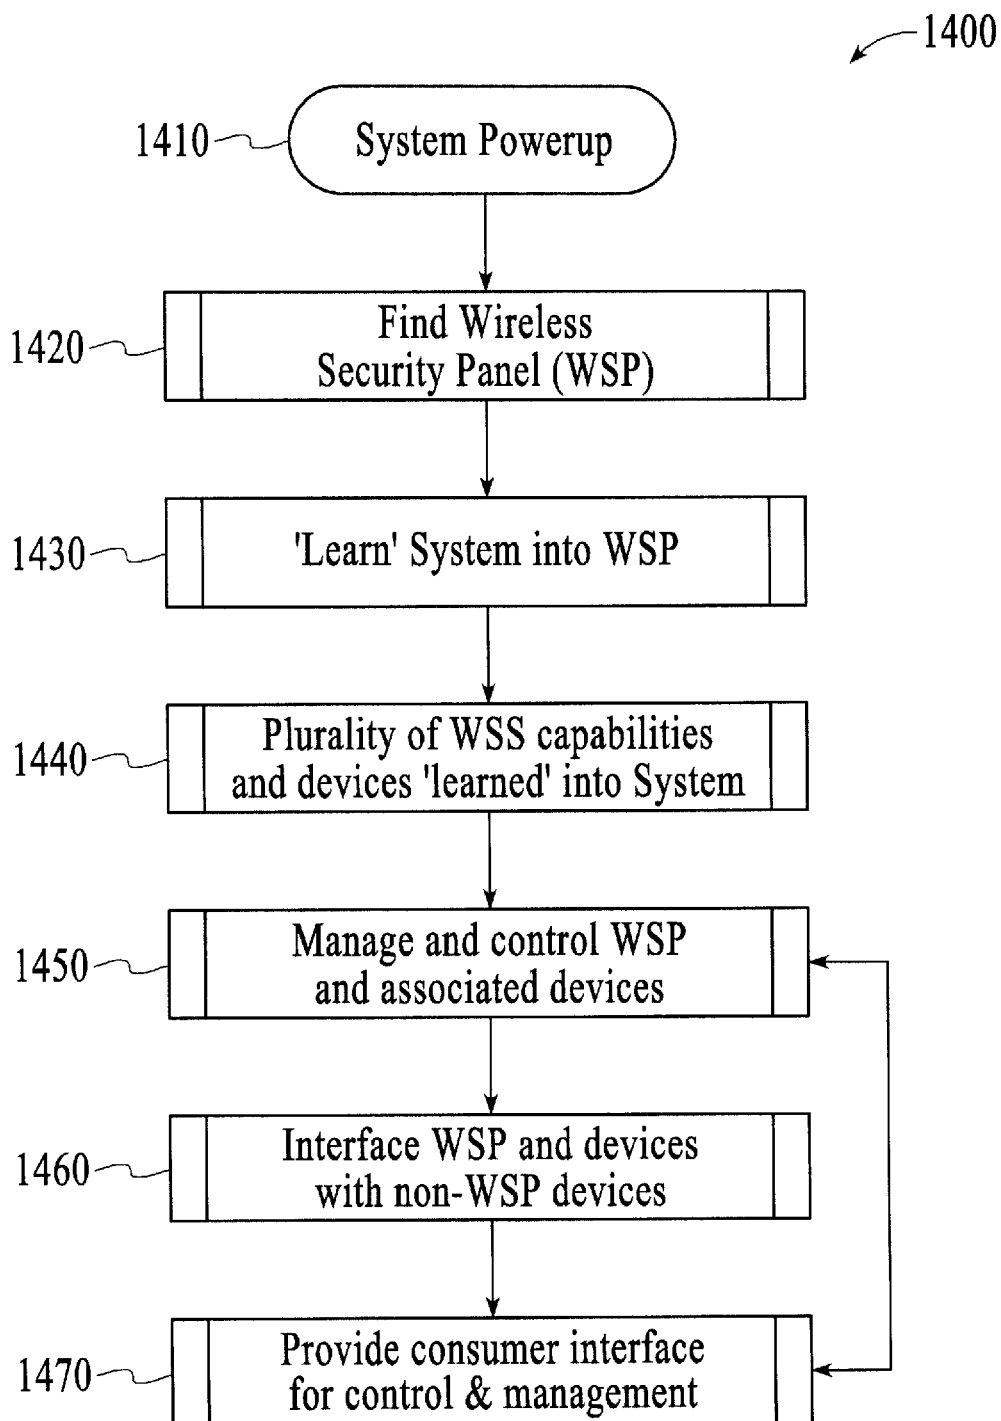 1400
1410
System Powerup
1420
Find Wireless
Security Panel (WSP)
1430
'Learn' System into WSP
1440
Plurality of WSS capabilities
and devices 'learned' into System
1450
Manage and control WSP
and associated devices
1460
Interface WSP and devices
with non-WSP devices
1470
Provide consumer interface
for control & management